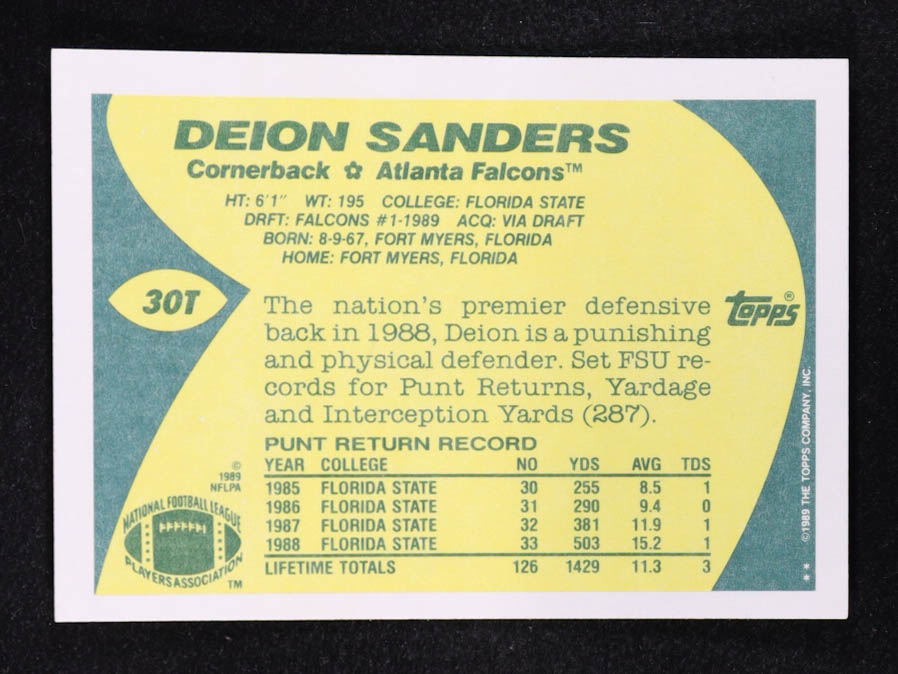 DEION SANDERS
Cornerback ✿ Atlanta Falcons™
HT: 6'1" WT: 195 COLLEGE: FLORIDA STATE
DRFT: FALCONS #1-1989 ACQ: VIA DRAFT
BORN: 8-9-67, FORT MYERS, FLORIDA
HOME: FORT MYERS, FLORIDA
30T
The nation's premier defensive
back in 1988, Deion is a punishing
and physical defender. Set FSU re-
cords for Punt Returns, Yardage
and Interception Yards (287).
Topps®
PUNT RETURN RECORD
YEAR COLLEGE NO YDS AVG TDS
1985 FLORIDA STATE 30 255 8.5 1
1986 FLORIDA STATE 31 290 9.4 0
1987 FLORIDA STATE 32 381 11.9 1
1988 FLORIDA STATE 33 503 15.2 1
LIFETIME TOTALS 126 1429 11.3 3
©
1989
NFLPA
NATIONAL FOOTBALL LEAGUE
PLAYERS ASSOCIATION
TM
©1989 THE TOPPS COMPANY, INC.
**